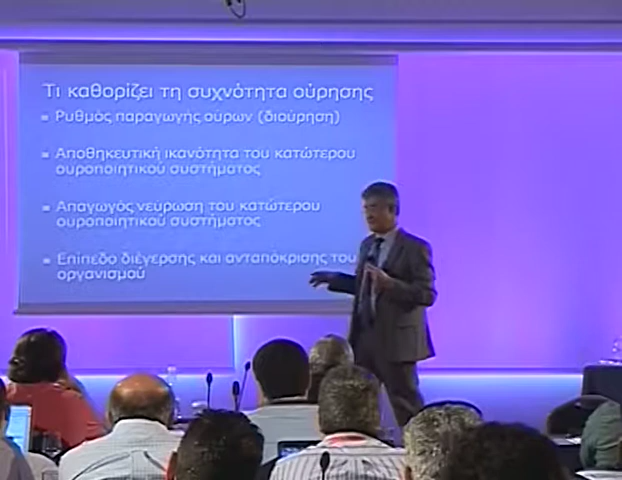 Τι καθορίζει τη συχνότητα ούρησης
Ρυθμός παραγωγής ούρων (διούρηση)
Αποθηκευτική ικανότητα του κατώτερου
ουροποιητικού συστήματος
Απαγωγός νεύρωση του κατώτερου
ουροποιητικού συστήματος
Επίπεδο διέγερσης και ανταπόκρισης του
οργανισμού